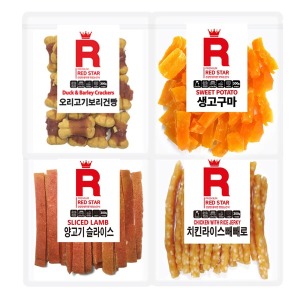 R
RED STAR
Duck & Barley Crackers
오리고기보리건빵
R
RED STAR
SWEET POTATO
생고구마
R
RED STAR
SLICED LAMB
양고기 슬라이스
R
RED STAR
CHICKEN WITH RICE JERKY
치킨라이스빼빼로